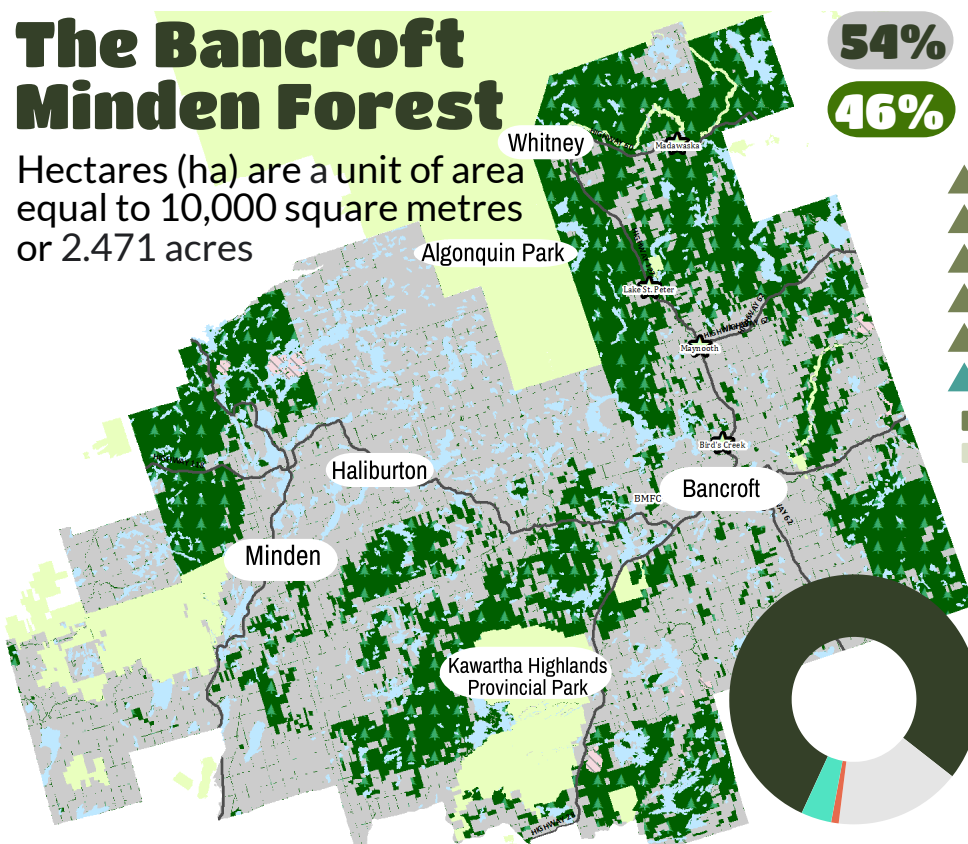 The Bancroft
Minden Forest
54%
46%
Hectares (ha) are a unit of area
equal to 10,000 square metres
or 2.471 acres
Whitney
Madawaska
Algonquin Park
Lake St. Peter
HIGHWAY 62
Maynooth
Bird's Creek
Haliburton
Bancroft
BMFC
Minden
Kawartha Highlands
Provincial Park